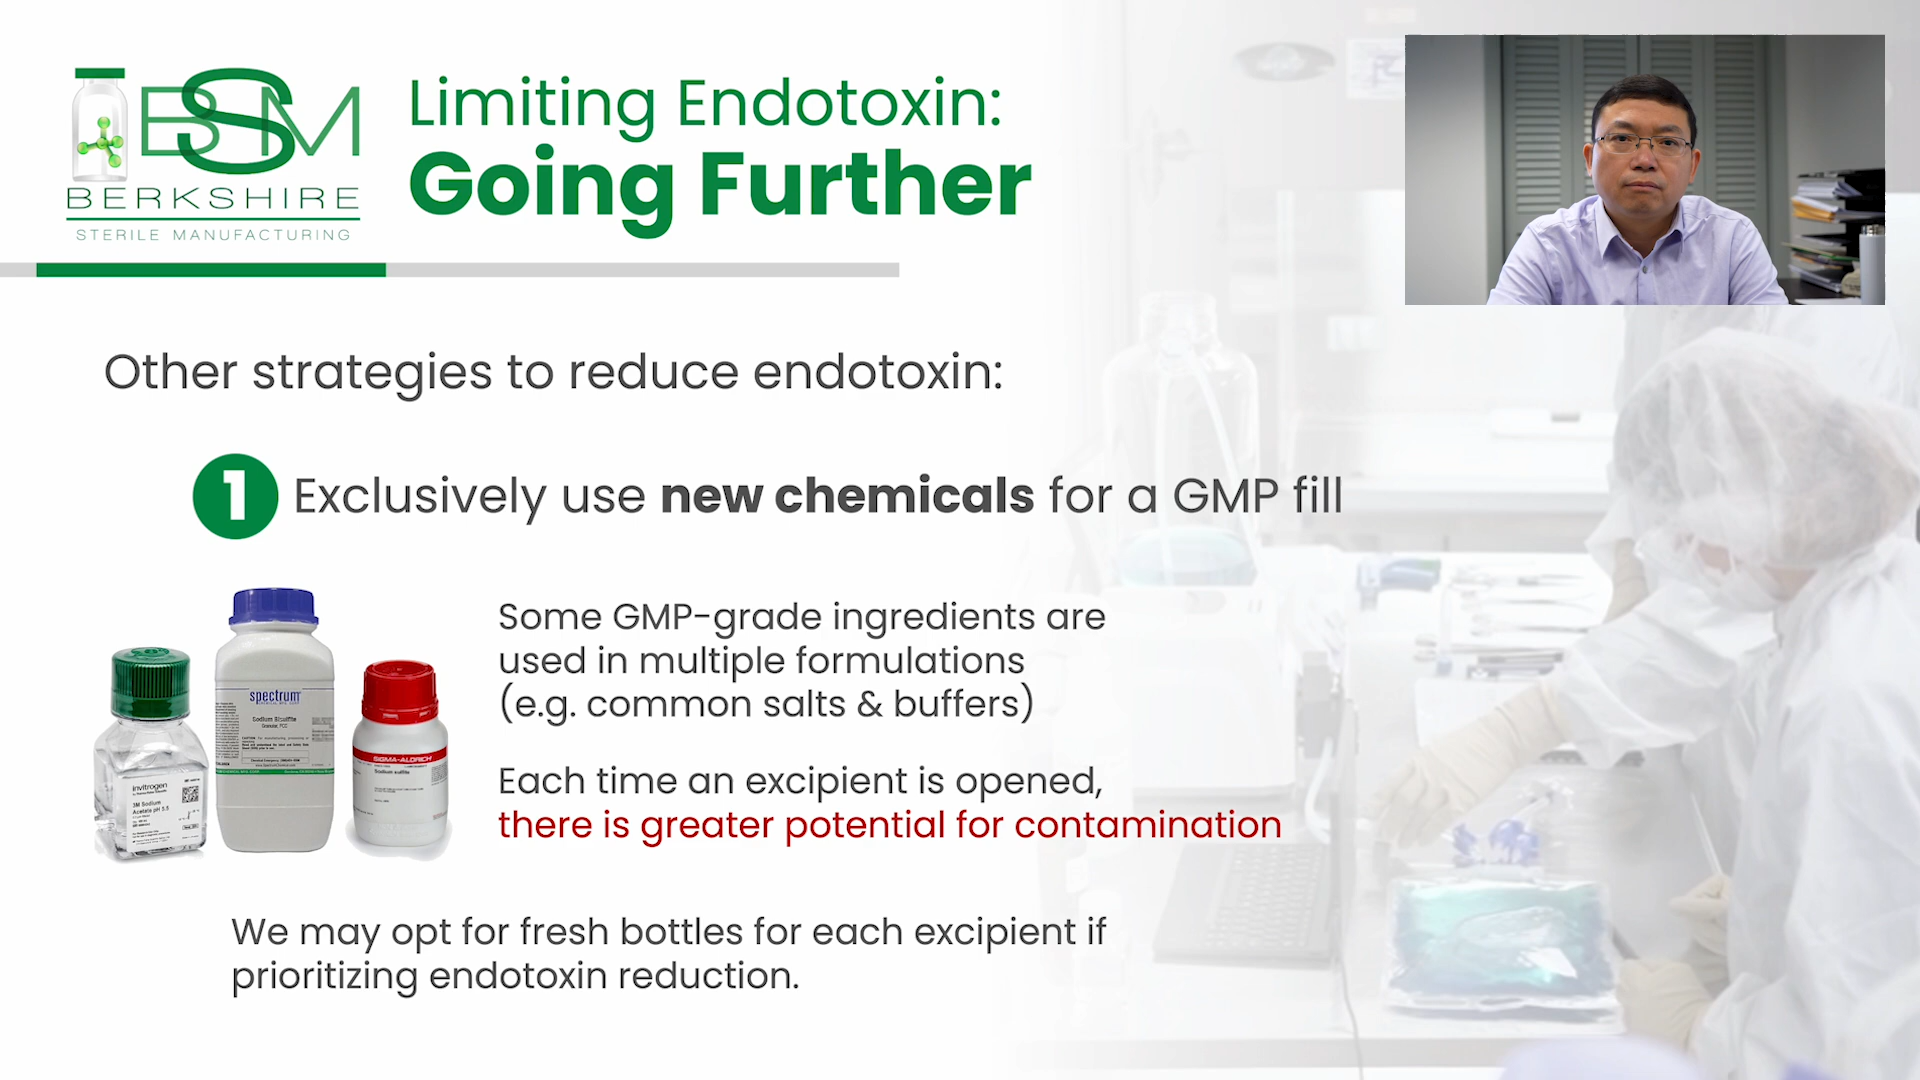 BSM
BERKSHIRE
STERILE MANUFACTURING
Limiting Endotoxin:
Going Further
Other strategies to reduce endotoxin:
1 Exclusively use new chemicals for a GMP fill
Some GMP-grade ingredients are
used in multiple formulations
(e.g. common salts & buffers)
Each time an excipient is opened,
there is greater potential for contamination
We may opt for fresh bottles for each excipient if
prioritizing endotoxin reduction.
invitrogen
3M Sodium
Acetate pH 5.5
spectrum
Sodium Bisulfite
Granular, FCC
SIGMA-ALDRICH
Sodium sulfite